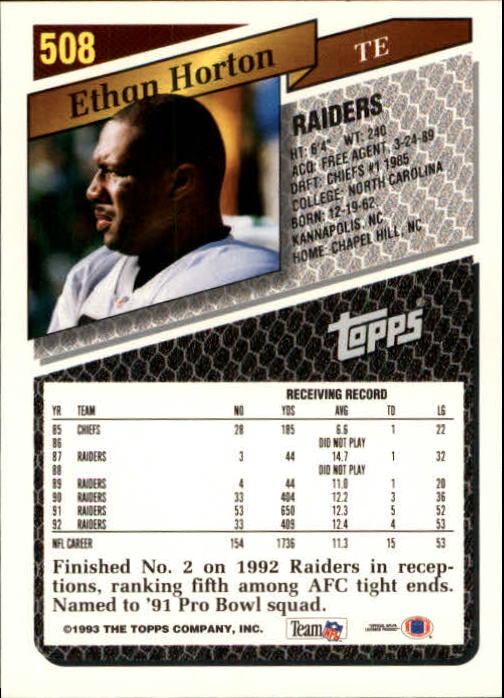 508
Ethan Horton
TE
RAIDERS
HT: 6'4" WT: 240
ACQ: FREE AGENT, 3-24-89
DRFT: CHIEFS #1 1985
COLLEGE: NORTH CAROLINA
BORN: 12-19-62,
KANNAPOLIS, NC
HOME: CHAPEL HILL, NC
Topps
RECEIVING RECORD
YR TEAM NO YDS AVG TD LG
85 CHIEFS 28 185 6.6 1 22
86 DID NOT PLAY
87 RAIDERS 3 44 14.7 1 32
88 DID NOT PLAY
89 RAIDERS 4 44 11.0 1 20
90 RAIDERS 33 404 12.2 3 36
91 RAIDERS 53 650 12.3 5 52
92 RAIDERS 33 409 12.4 4 53
NFL CAREER 154 1736 11.3 15 53
Finished No. 2 on 1992 Raiders in recep-
tions, ranking fifth among AFC tight ends.
Named to '91 Pro Bowl squad.
©1993 THE TOPPS COMPANY, INC.
Team NFL